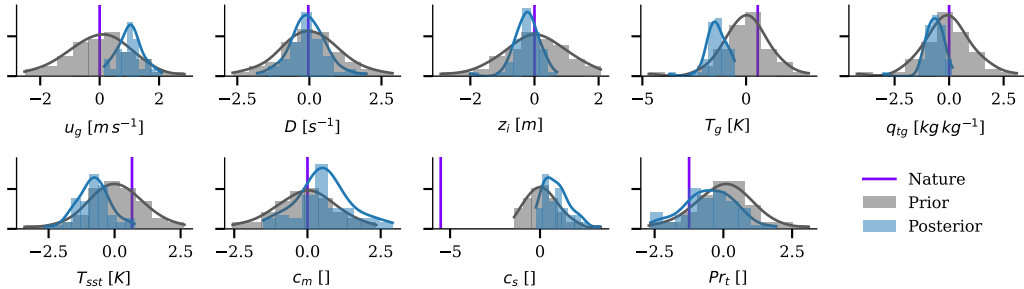 −2 0 2
u_g [m s⁻¹]
−2.5 0.0 2.5
D [s⁻¹]
−2 0 2
z_i [m]
−5 0
T_g [K]
−2.5 0.0 2.5
q_tg [kg kg⁻¹]
−2.5 0.0 2.5
T_sst [K]
−2.5 0.0 2.5
c_m []
−5 0
c_s []
−2.5 0.0 2.5
Pr_t []
Nature
Prior
Posterior